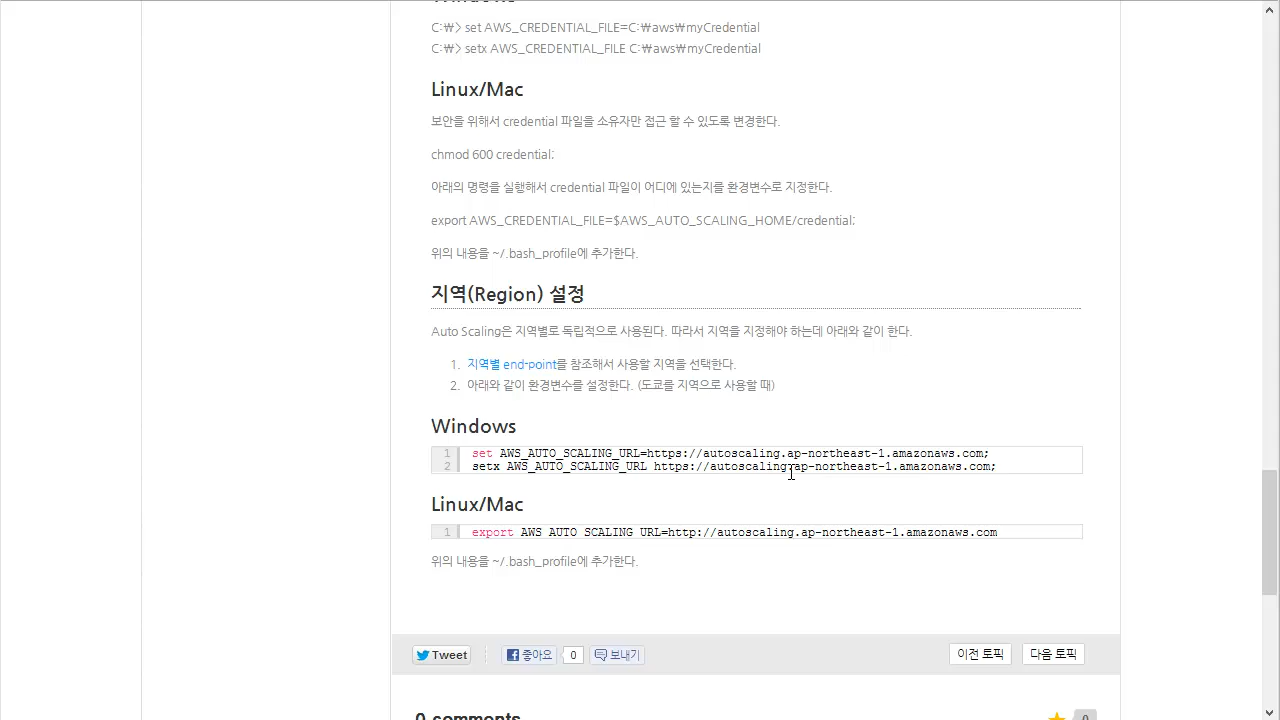 C:₩> set AWS_CREDENTIAL_FILE=C:₩aws₩myCredential
C:₩> setx AWS_CREDENTIAL_FILE C:₩aws₩myCredential
Linux/Mac
보안을 위해서 credential 파일을 소유자만 접근 할 수 있도록 변경한다.
chmod 600 credential;
아래의 명령을 실행해서 credential 파일이 어디에 있는지를 환경변수로 지정한다.
export AWS_CREDENTIAL_FILE=$AWS_AUTO_SCALING_HOME/credential;
위의 내용을 ~/.bash_profile에 추가한다.
지역(Region) 설정
Auto Scaling은 지역별로 독립적으로 사용된다. 따라서 지역을 지정해야 하는데 아래와 같이 한다.
1. 지역별 end-point를 참조해서 사용할 지역을 선택한다.
2. 아래와 같이 환경변수를 설정한다. (도쿄를 지역으로 사용할 때)
Windows
1 set AWS_AUTO_SCALING_URL=https://autoscaling.ap-northeast-1.amazonaws.com;
2 setx AWS_AUTO_SCALING_URL https://autoscaling.ap-northeast-1.amazonaws.com;
Linux/Mac
1 export AWS_AUTO_SCALING_URL=http://autoscaling.ap-northeast-1.amazonaws.com
위의 내용을 ~/.bash_profile에 추가한다.
Tweet 좋아요 0 보내기 이전 토픽 다음 토픽
0 comments 0